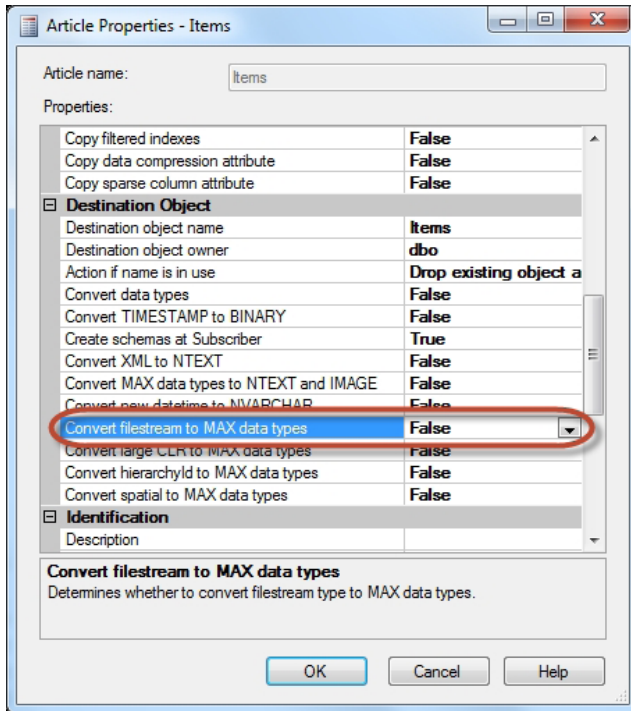 Article Properties - Items
Article name: Items
Properties:
Copy filtered indexes False
Copy data compression attribute False
Copy sparse column attribute False
Destination Object
Destination object name Items
Destination object owner dbo
Action if name is in use Drop existing object a
Convert data types False
Convert TIMESTAMP to BINARY False
Create schemas at Subscriber True
Convert XML to NTEXT False
Convert MAX data types to NTEXT and IMAGE False
Convert new datetime to NVARCHAR False
Convert filestream to MAX data types False
Convert large CLR to MAX data types False
Convert hierarchyId to MAX data types False
Convert spatial to MAX data types False
Identification
Description
Convert filestream to MAX data types
Determines whether to convert filestream type to MAX data types.
OK Cancel Help